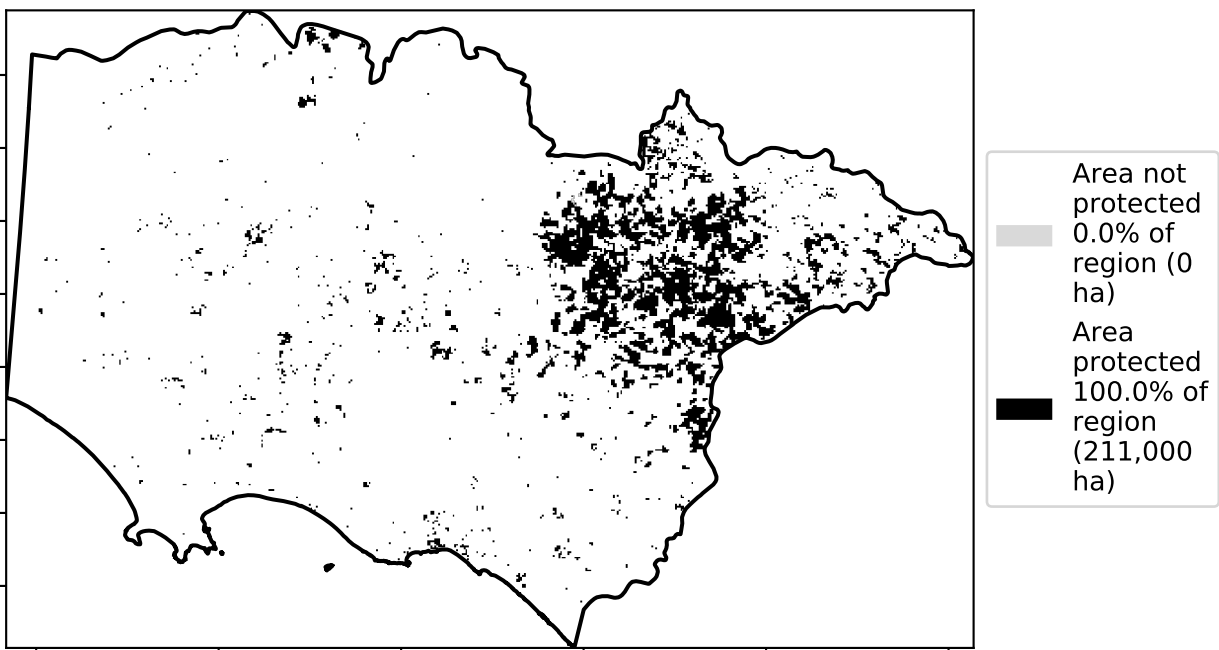 Area not
protected
0.0% of
region (0
ha)
Area
protected
100.0% of
region
(211,000
ha)